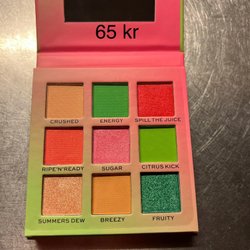 65 kr
CRUSHED ENERGY SPILL THE JUICE
RIPE'N'READY SUGAR CITRUS KICK
SUMMERS DEW BREEZY FRUITY